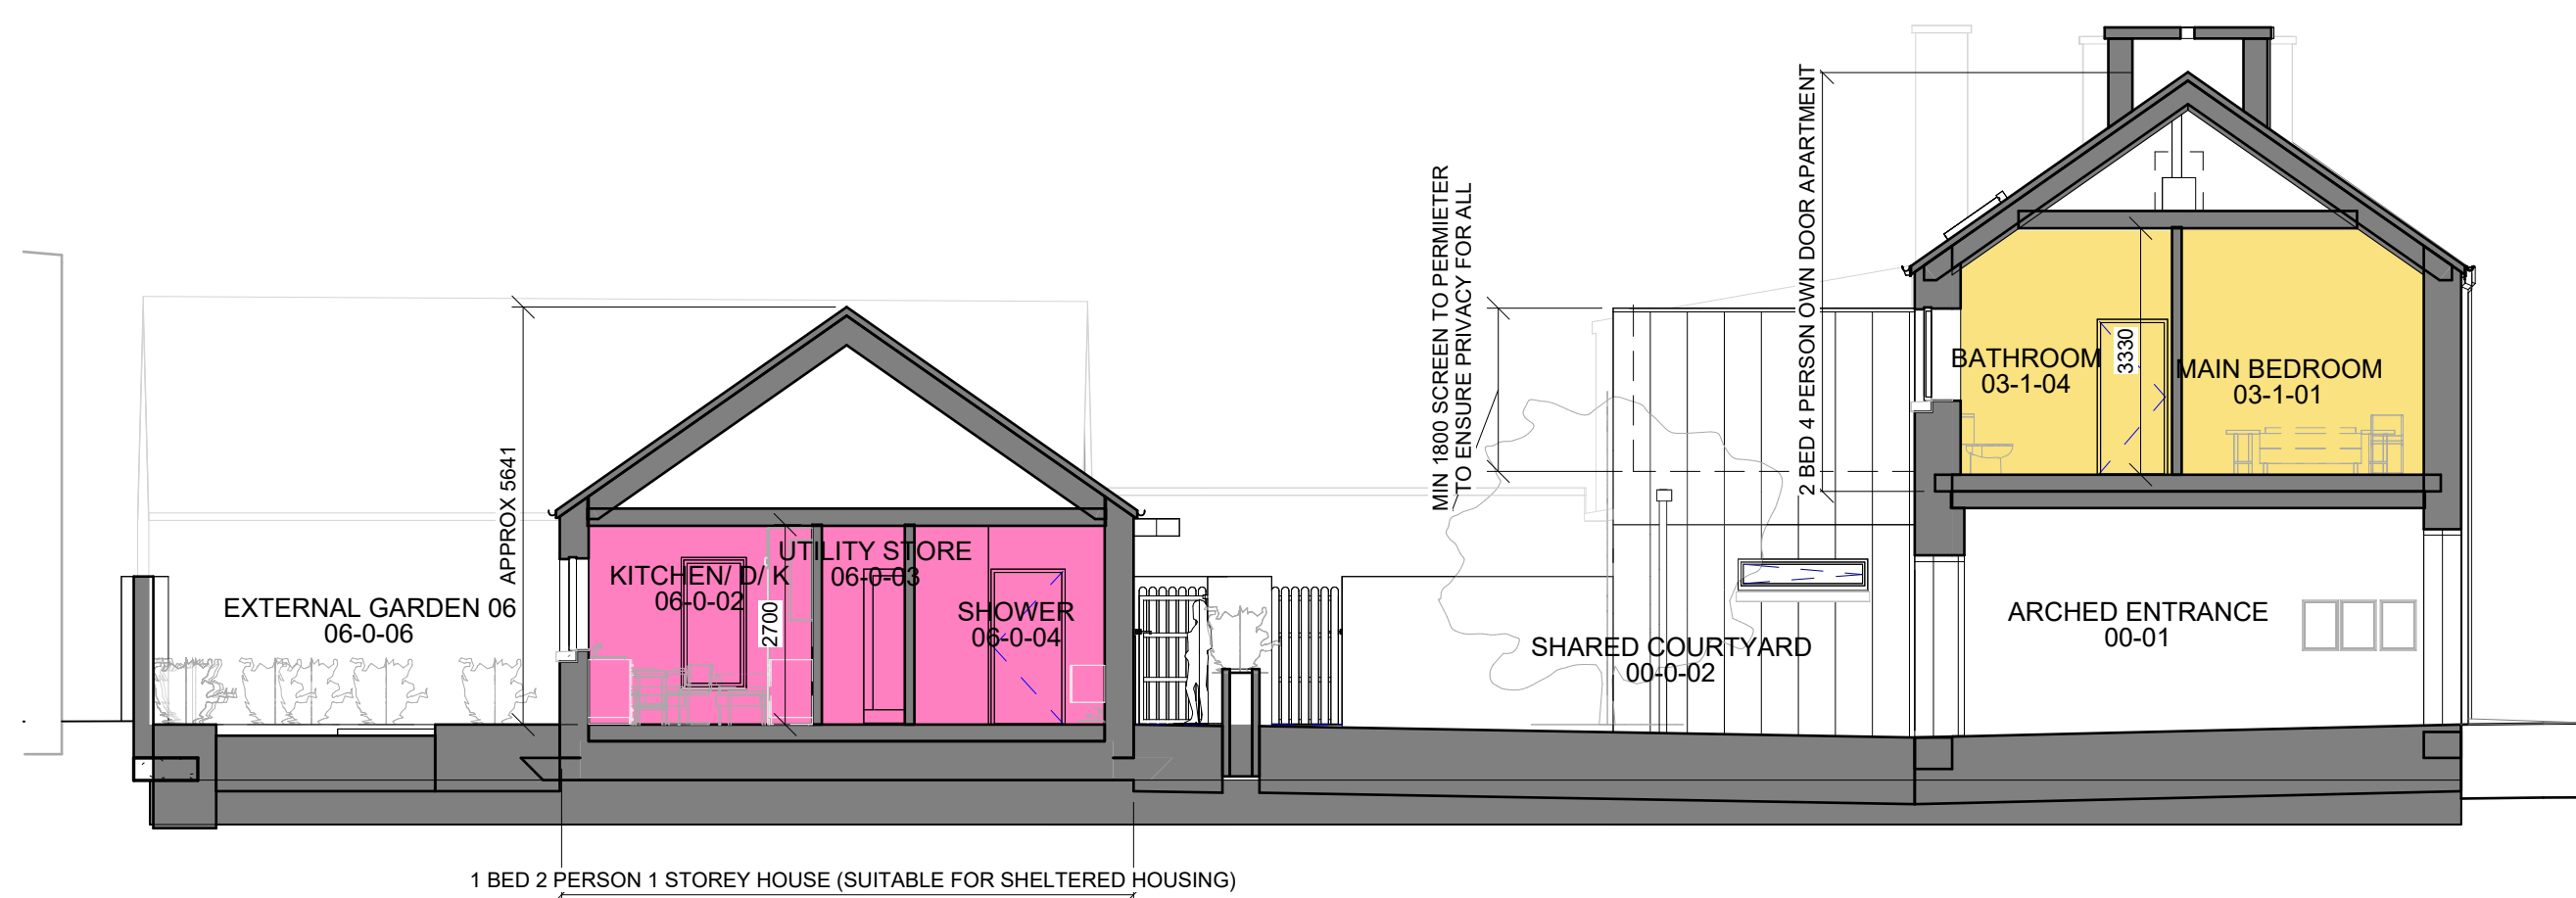 2 BED 4 PERSON OWN DOOR APARTMENT
MIN 1800 SCREEN TO PERMIETER
TO ENSURE PRIVACY FOR ALL
APPROX 5641
3330
BATHROOM
03-1-04
MAIN BEDROOM
03-1-01
EXTERNAL GARDEN 06
06-0-06
KITCHEN/ D/ K
06-0-02
2700
UTILITY STORE
06-0-03
SHOWER
06-0-04
SHARED COURTYARD
00-0-02
ARCHED ENTRANCE
00-01
1 BED 2 PERSON 1 STOREY HOUSE (SUITABLE FOR SHELTERED HOUSING)